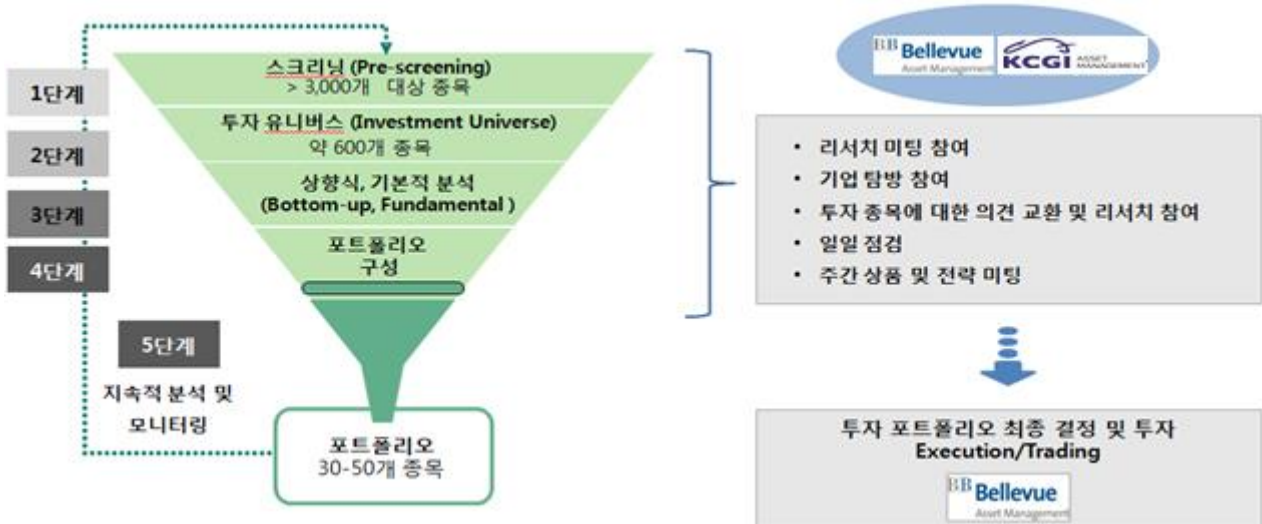 1단계
2단계
3단계
4단계
5단계
지속적 분석 및
모니터링
스크리닝 (Pre-screening)
> 3,000개 대상 종목
투자 유니버스 (Investment Universe)
약 600개 종목
상향식, 기본적 분석
(Bottom-up, Fundamental )
포트폴리오
구성
포트폴리오
30-50개 종목
BB Bellevue
Asset Management
KCGI ASSET
MANAGEMENT
• 리서치 미팅 참여
• 기업 탐방 참여
• 투자 종목에 대한 의견 교환 및 리서치 참여
• 일일 점검
• 주간 상품 및 전략 미팅
투자 포트폴리오 최종 결정 및 투자
Execution/Trading
BB Bellevue
Asset Management